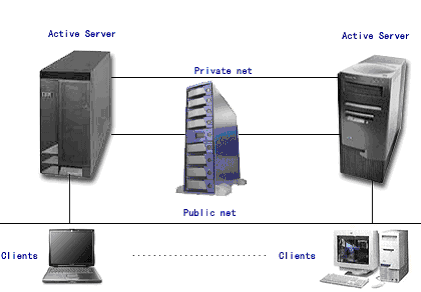 Active Server
Active Server
Private net
Public net
Clients
Clients